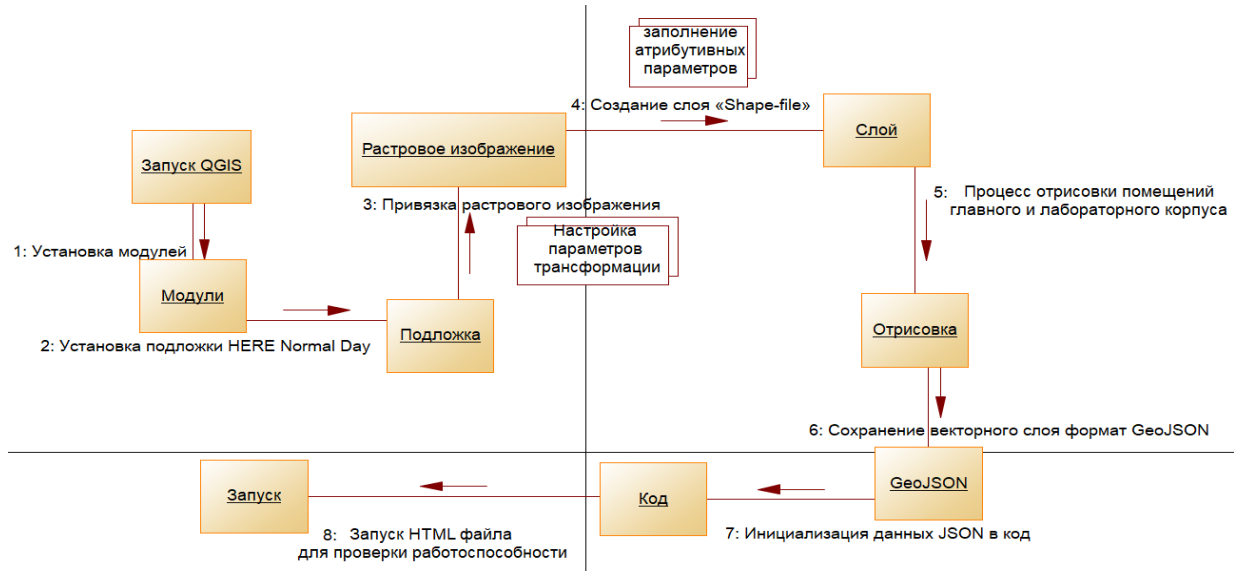 Запуск QGIS
1: Установка модулей
Модули
2: Установка подложки HERE Normal Day
Подложка
Растровое изображение
3: Привязка растрового изображения
Настройка
параметров
трансформации
заполнение
атрибутивных
параметров
4: Создание слоя «Shape-file»
Слой
5: Процесс отрисовки помещений
главного и лабораторного корпуса
Отрисовка
6: Сохранение векторного слоя формат GeoJSON
GeoJSON
7: Инициализация данных JSON в код
Код
8: Запуск HTML файла
для проверки работоспособности
Запуск